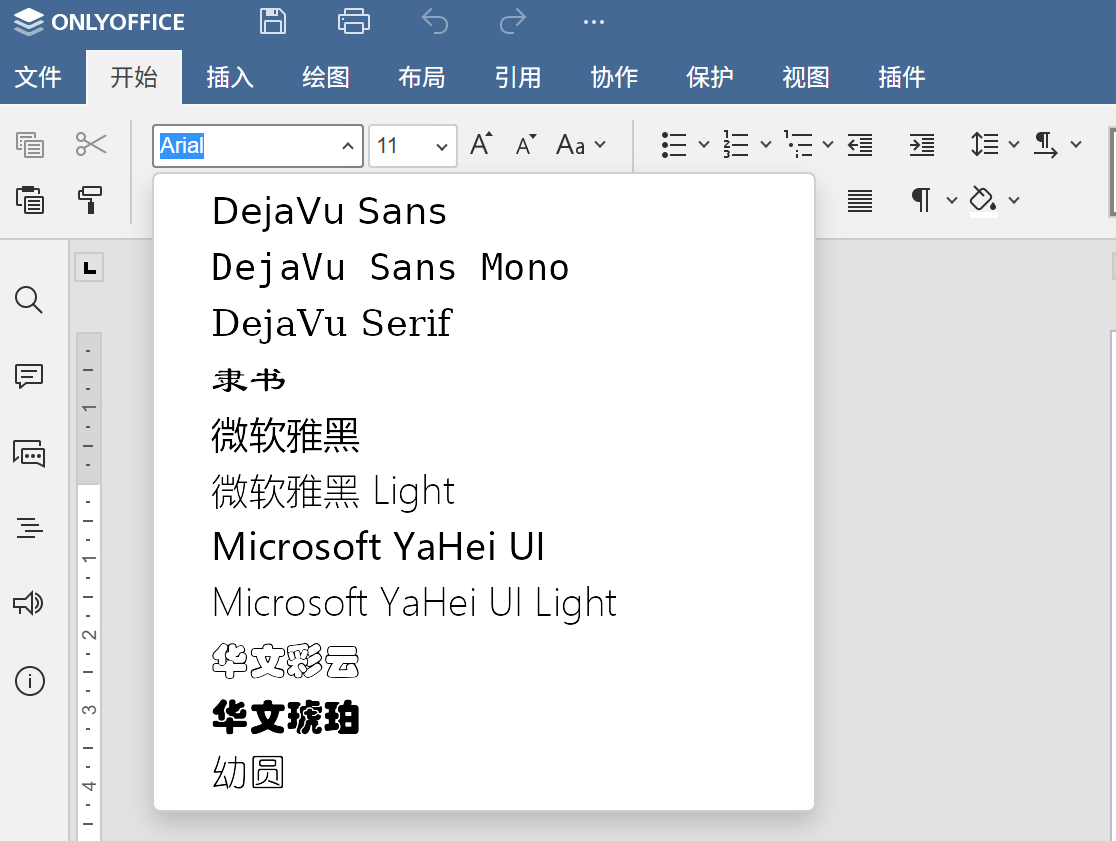 ONLYOFFICE
文件 开始 插入 绘图 布局 引用 协作 保护 视图 插件
Arial 11 A A Aa
DejaVu Sans
DejaVu Sans Mono
DejaVu Serif
隶书
微软雅黑
微软雅黑 Light
Microsoft YaHei UI
Microsoft YaHei UI Light
华文彩云
华文琥珀
幼圆
1
1
2
3
4